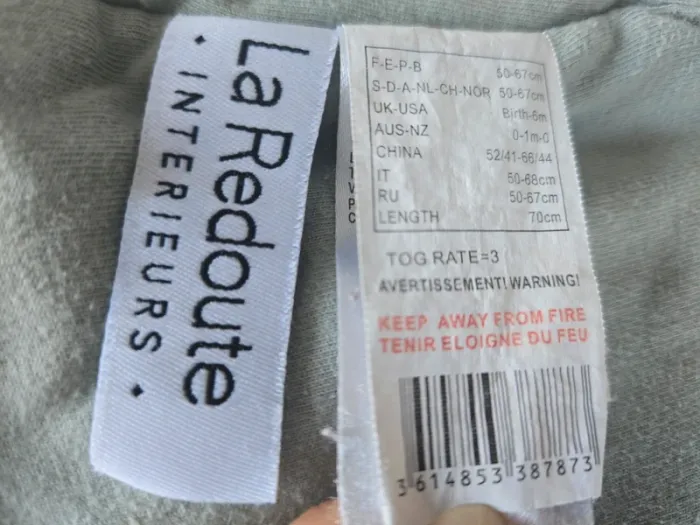 La Redoute
• INTERIEURS •
F-E-P-B 50-67cm
S-D-A-NL-CH-NOR 50-67cm
UK-USA Birth-6m
AUS-NZ 0-1m-0
CHINA 52/41-66/44
IT 50-68cm
RU 50-67cm
LENGTH 70cm
TOG RATE=3
AVERTISSEMENT! WARNING!
KEEP AWAY FROM FIRE
TENIR ELOIGNE DU FEU
3 614853 387873